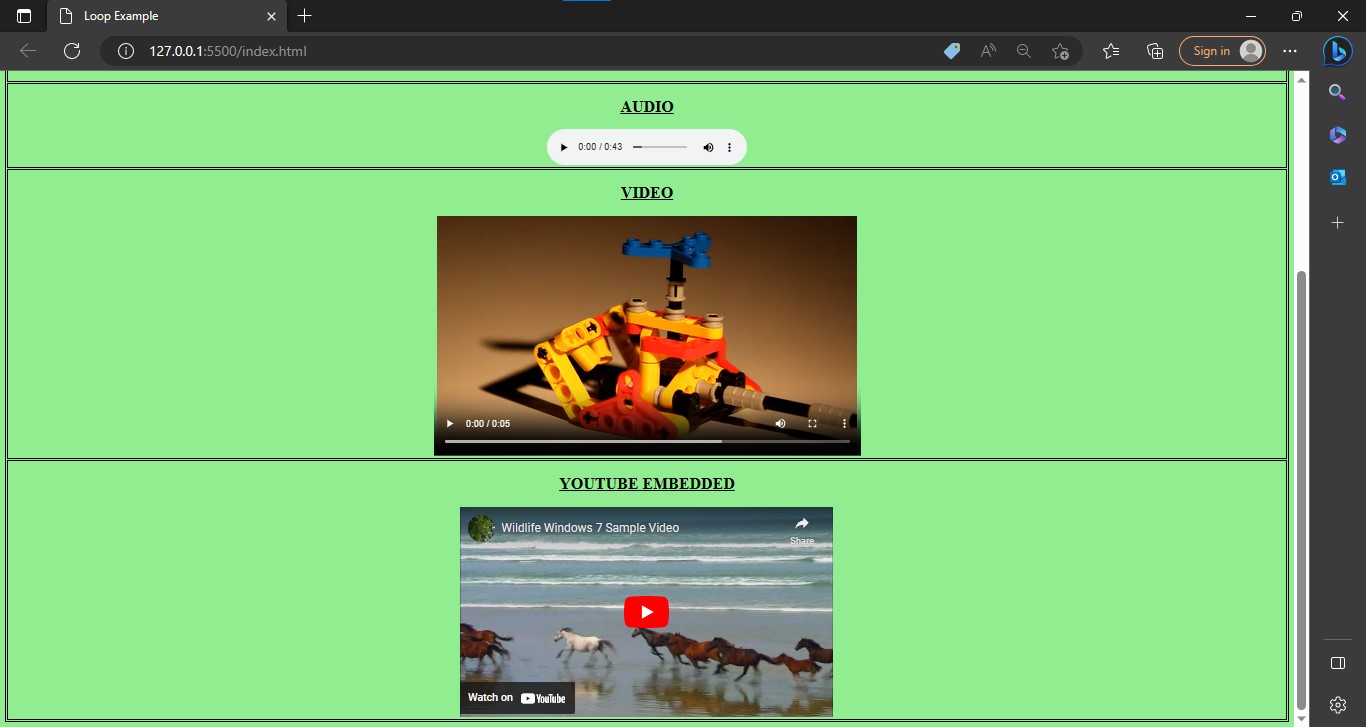 Loop Example
127.0.0.1:5500/index.html
Sign in
AUDIO
0:00 / 0:43
VIDEO
0:00 / 0:05
YOUTUBE EMBEDDED
Wildlife Windows 7 Sample Video
Share
Watch on YouTube